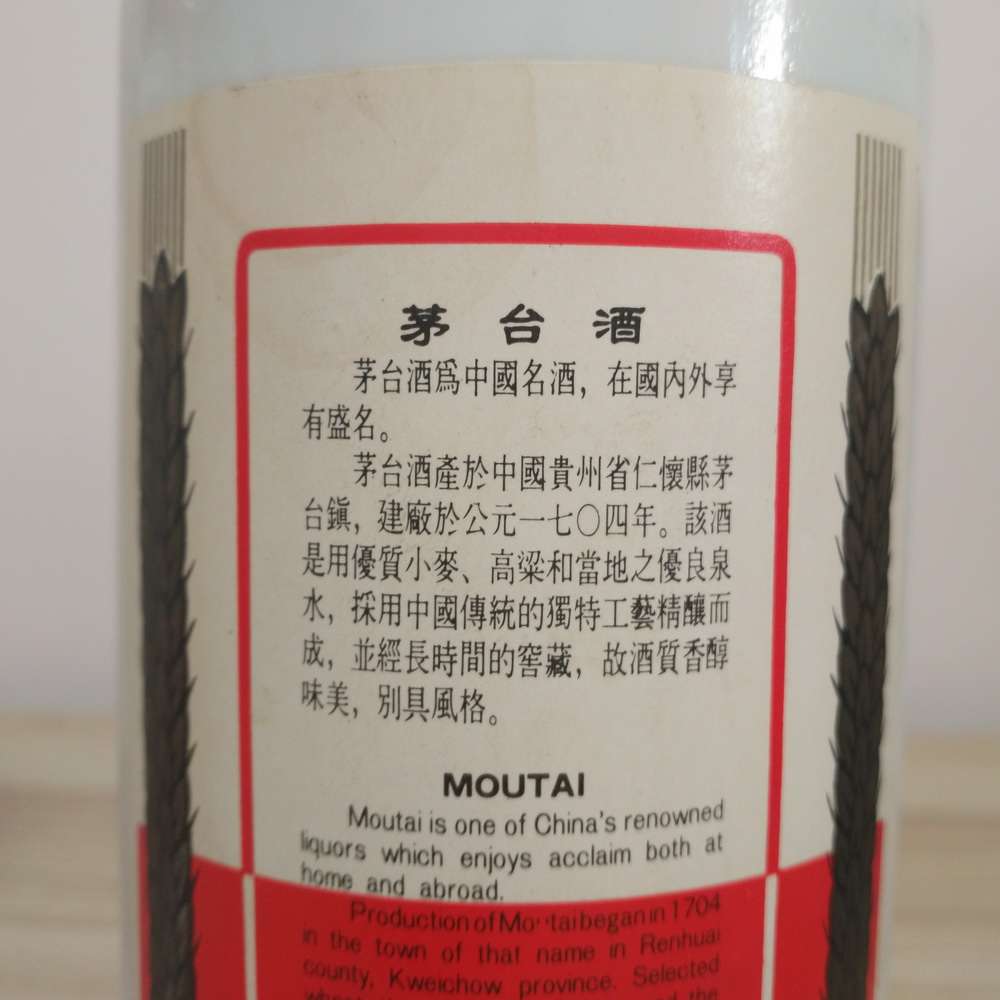 茅台酒
茅台酒爲中國名酒，在國內外享
有盛名。
茅台酒產於中國貴州省仁懷縣茅
台鎮，建廠於公元一七〇四年。該酒
是用優質小麥、高粱和當地之優良泉
水，採用中國傳統的獨特工藝精釀而
成，並經長時間的窖藏，故酒質香醇
味美，別具風格。
MOUTAI
Moutai is one of China's renowned
liquors which enjoys acclaim both at
home and abroad.
Production of Moutai began in 1704
in the town of that name in Renhuai
county, Kweichow province. Selected
the